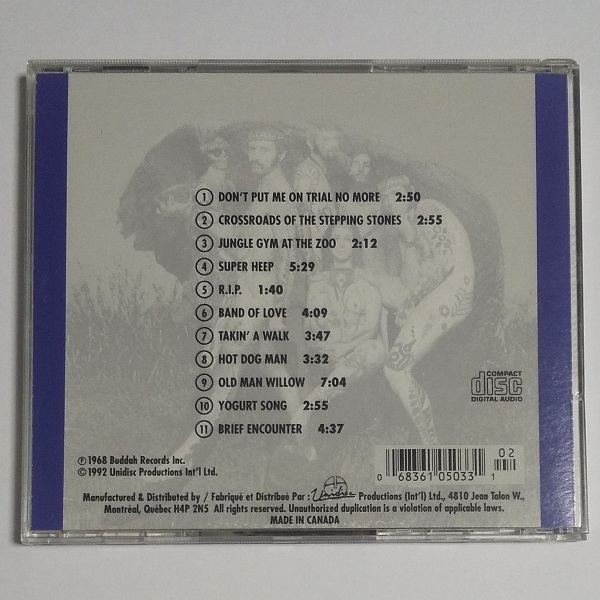 1 DON'T PUT ME ON TRIAL NO MORE 2:50
2 CROSSROADS OF THE STEPPING STONES 2:55
3 JUNGLE GYM AT THE ZOO 2:12
4 SUPER HEEP 5:29
5 R.I.P. 1:40
6 BAND OF LOVE 4:09
7 TAKIN' A WALK 3:47
8 HOT DOG MAN 3:32
9 OLD MAN WILLOW 7:04
10 YOGURT SONG 2:55
11 BRIEF ENCOUNTER 4:37
COMPACT
disc
DIGITAL AUDIO
℗1968 Buddah Records Inc.
©1992 Unidisc Productions Int'l Ltd.
02
0 68361 05033 1
Manufactured & Distributed by / Fabriqué et Distribué Par : Unidisc Productions (Int'l) Ltd., 4810 Jean Talon W.,
Montréal, Québec H4P 2N5 All rights reserved. Unauthorized duplication is a violation of applicable laws.
MADE IN CANADA